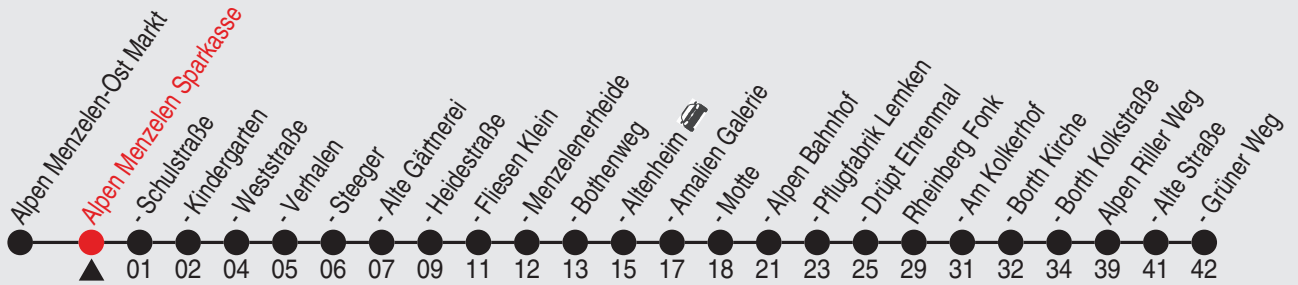 Alpen Menzelen-Ost Markt
Alpen Menzelen Sparkasse
- Schulstraße
- Kindergarten
- Weststraße
- Verhalen
- Steeger
- Alte Gärtnerei
- Heidestraße
- Fliesen Klein
- Menzelenerheide
- Bothenweg
- Altenheim
- Amalien Galerie
- Motte
- Alpen Bahnhof
- Pflugfabrik Lemken
- Drüpt Ehrenmal
Rheinberg Fonk
- Am Kolkerhof
- Borth Kirche
- Borth Kolkstraße
Alpen Riller Weg
- Alte Straße
- Grüner Weg
01 02 04 05 06 07 09 11 12 13 15 17 18 21 23 25 29 31 32 34 39 41 42